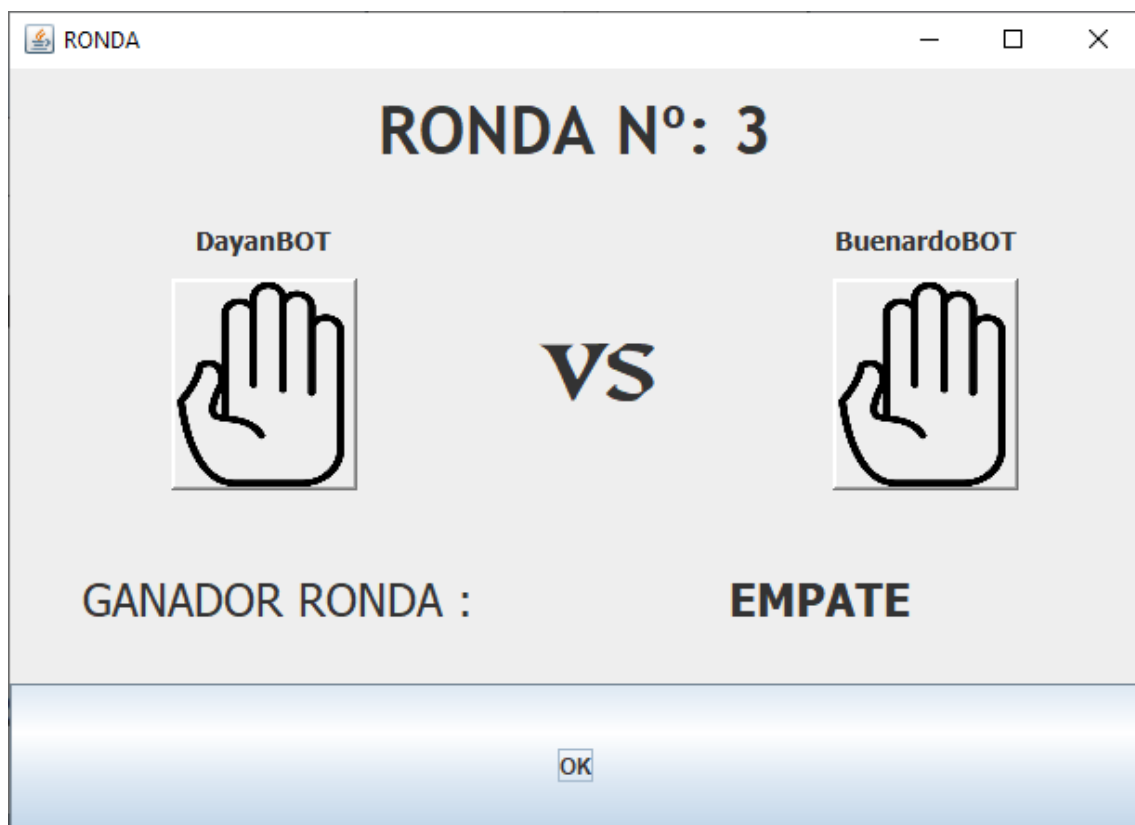 RONDA
RONDA Nº: 3
DayanBOT BuenardoBOT
VS
GANADOR RONDA : EMPATE
OK